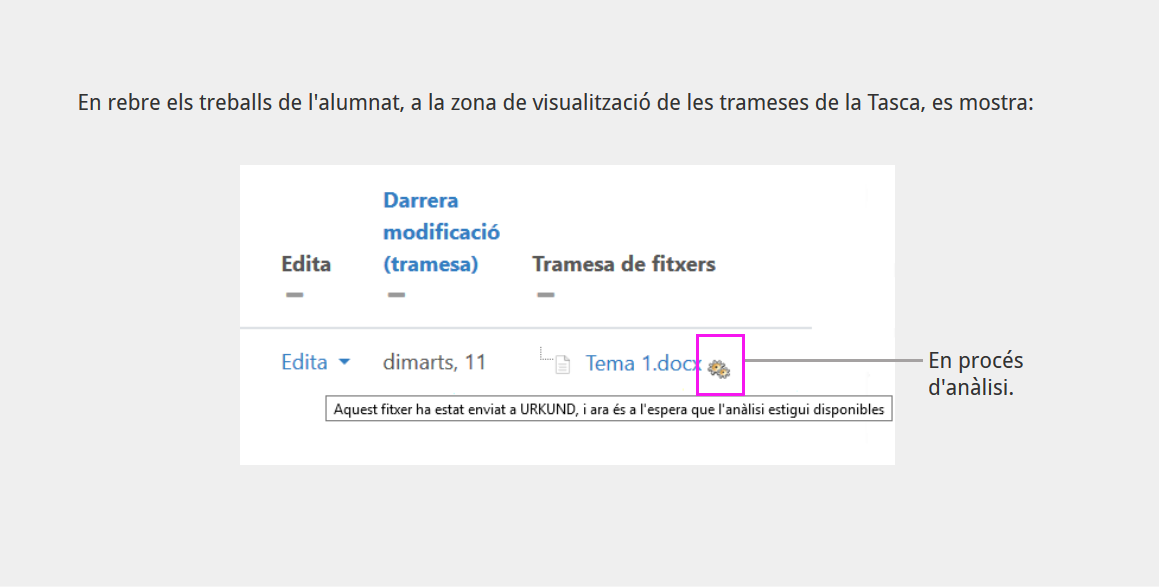 En rebre els treballs de l'alumnat, a la zona de visualització de les trameses de la Tasca, es mostra:
Darrera
modificació
Edita (tramesa) Tramesa de fitxers
Edita dimarts, 11 Tema 1.docx
En procés
d'anàlisi.
Aquest fitxer ha estat enviat a URKUND, i ara és a l'espera que l'anàlisi estigui disponibles